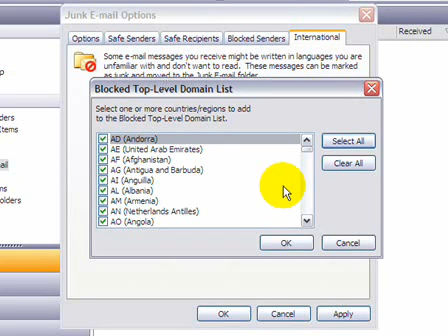 Junk E-mail Options
Options
Safe Senders
Safe Recipients
Blocked Senders
International
Received
Some e-mail messages you receive might be written in languages you are
unfamiliar with and don't want to read. These messages can be marked
as junk and moved to the Junk E-mail folder.
Blocked Top-Level Domain List
Select one or more countries/regions to add
to the Blocked Top-Level Domain List.
AD (Andorra)
AE (United Arab Emirates)
AF (Afghanistan)
AG (Antigua and Barbuda)
AI (Anguilla)
AL (Albania)
AM (Armenia)
AN (Netherlands Antilles)
AO (Angola)
Select All
Clear All
OK
Cancel
OK
Cancel
Apply